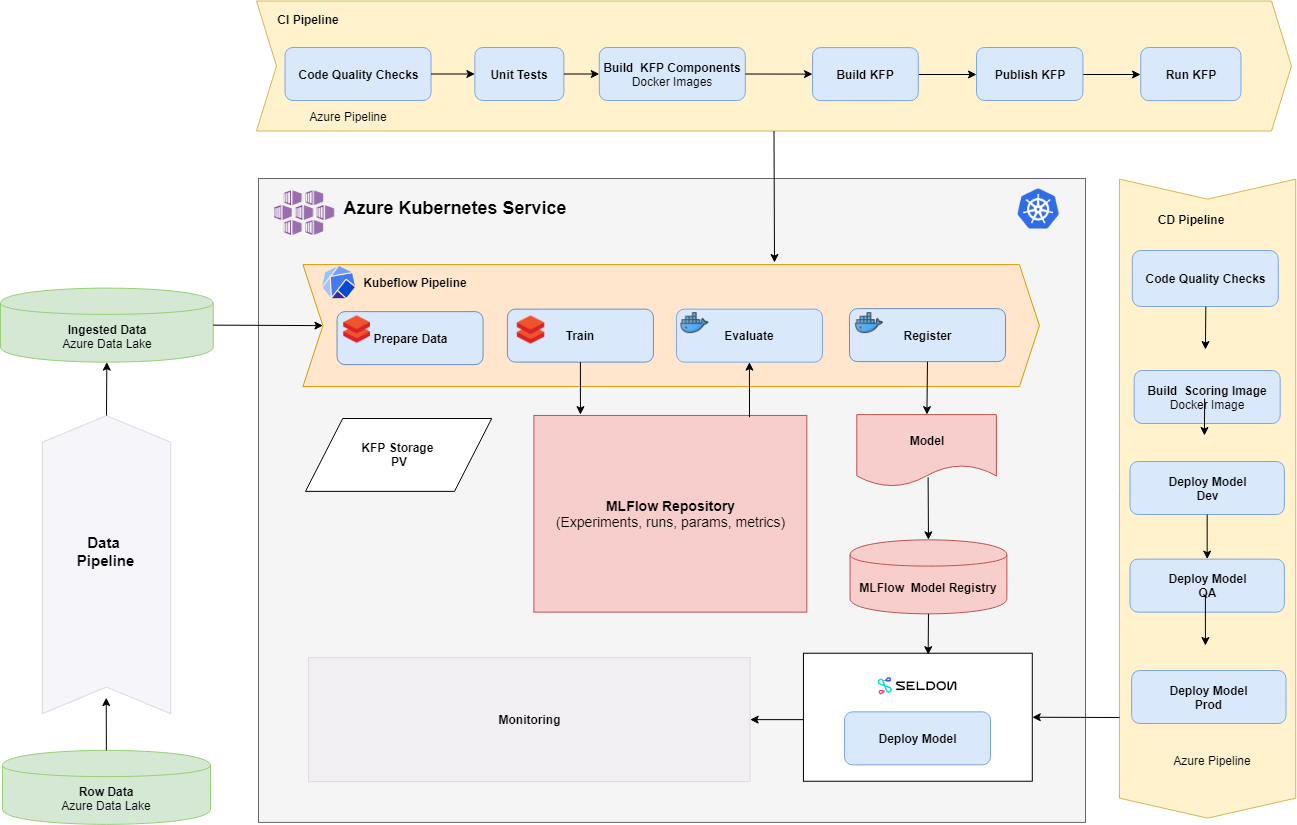 CI Pipeline
Code Quality Checks
Unit Tests
Build KFP Components
Docker Images
Build KFP
Publish KFP
Run KFP
Azure Pipeline
Azure Kubernetes Service
Kubeflow Pipeline
Prepare Data
Train
Evaluate
Register
Ingested Data
Azure Data Lake
Data
Pipeline
Row Data
Azure Data Lake
KFP Storage
PV
MLFlow Repository
(Experiments, runs, params, metrics)
Model
MLFlow Model Registry
SELDON
Deploy Model
Monitoring
CD Pipeline
Code Quality Checks
Build Scoring Image
Docker Image
Deploy Model
Dev
Deploy Model
QA
Deploy Model
Prod
Azure Pipeline